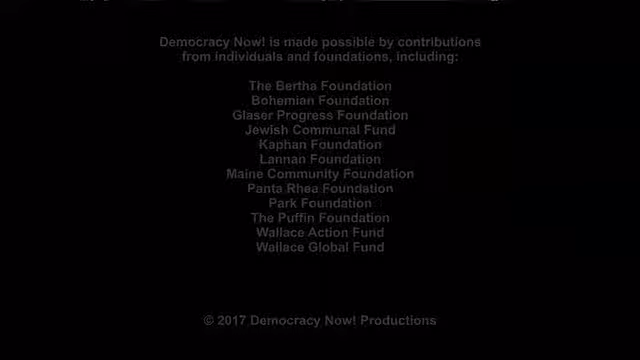 Democracy Now! is made possible by contributions
from individuals and foundations, including:
The Bertha Foundation
Bohemian Foundation
Glaser Progress Foundation
Jewish Communal Fund
Kaphan Foundation
Lannan Foundation
Maine Community Foundation
Panta Rhea Foundation
Park Foundation
The Puffin Foundation
Wallace Action Fund
Wallace Global Fund
© 2017 Democracy Now! Productions